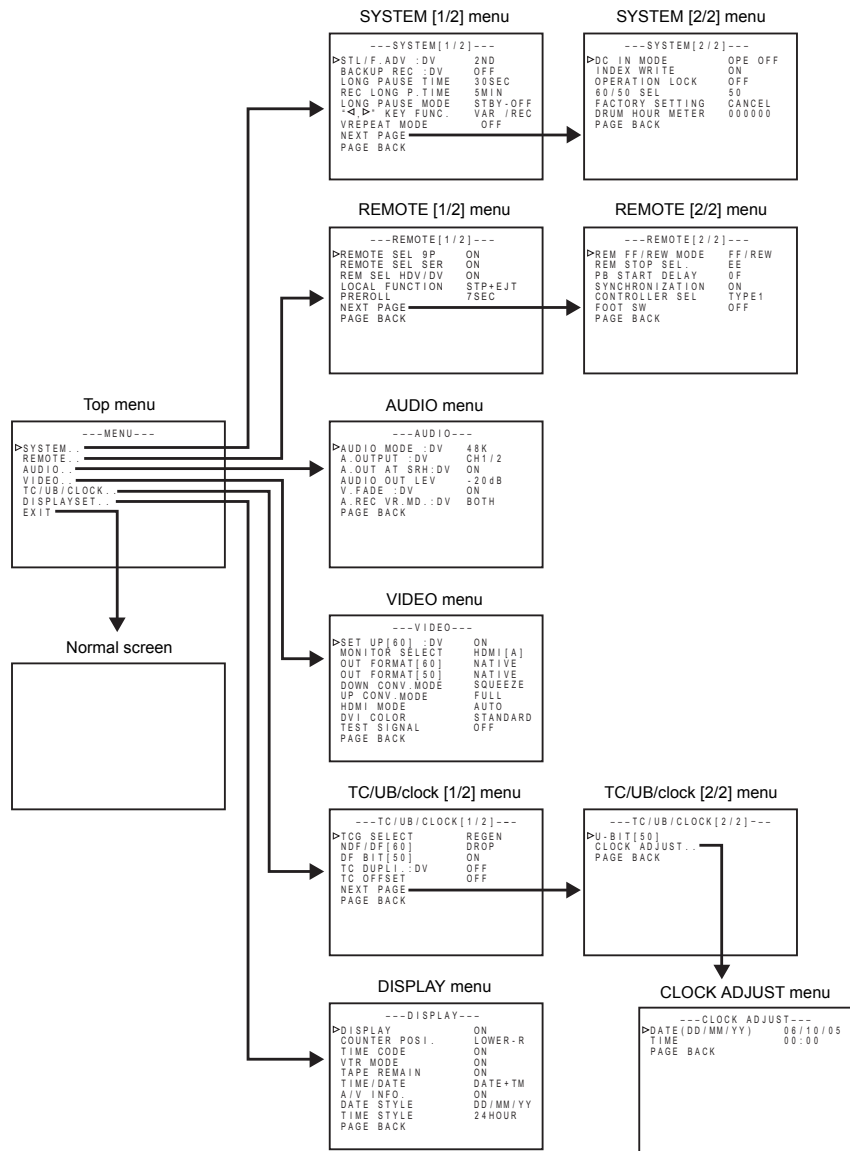 SYSTEM [1/2] menu
---SYSTEM[1/2]---
STL/F.ADV :DV 2ND
BACKUP REC :DV OFF
LONG PAUSE TIME 30SEC
REC LONG P.TIME 5MIN
LONG PAUSE MODE STBY-OFF
"◁,▷" KEY FUNC. VAR /REC
VREPEAT MODE OFF
NEXT PAGE
PAGE BACK
SYSTEM [2/2] menu
---SYSTEM[2/2]---
DC IN MODE OPE OFF
INDEX WRITE ON
OPERATION LOCK OFF
60/50 SEL 50
FACTORY SETTING CANCEL
DRUM HOUR METER 000000
PAGE BACK
REMOTE [1/2] menu
---REMOTE[1/2]---
REMOTE SEL 9P ON
REMOTE SEL SER ON
REM SEL HDV/DV ON
LOCAL FUNCTION STP+EJT
PREROLL 7SEC
NEXT PAGE
PAGE BACK
REMOTE [2/2] menu
---REMOTE[2/2]---
REM FF/REW MODE FF/REW
REM STOP SEL. EE
PB START DELAY 0F
SYNCHRONIZATION ON
CONTROLLER SEL TYPE1
FOOT SW OFF
PAGE BACK
Top menu
---MENU---
SYSTEM..
REMOTE..
AUDIO..
VIDEO..
TC/UB/CLOCK..
DISPLAYSET..
EXIT
AUDIO menu
---AUDIO---
AUDIO MODE :DV 48K
A.OUTPUT :DV CH1/2
A.OUT AT SRH:DV ON
AUDIO OUT LEV -20dB
V.FADE :DV ON
A.REC VR.MD.:DV BOTH
PAGE BACK
Normal screen
VIDEO menu
---VIDEO---
SET UP[60] :DV ON
MONITOR SELECT HDMI[A]
OUT FORMAT[60] NATIVE
OUT FORMAT[50] NATIVE
DOWN CONV.MODE SQUEEZE
UP CONV.MODE FULL
HDMI MODE AUTO
DVI COLOR STANDARD
TEST SIGNAL OFF
PAGE BACK
TC/UB/clock [1/2] menu
---TC/UB/CLOCK[1/2]---
TCG SELECT REGEN
NDF/DF[60] DROP
DF BIT[50] ON
TC DUPLI.:DV OFF
TC OFFSET OFF
NEXT PAGE
PAGE BACK
TC/UB/clock [2/2] menu
---TC/UB/CLOCK[2/2]---
U-BIT[50]
CLOCK ADJUST..
PAGE BACK
DISPLAY menu
---DISPLAY---
DISPLAY ON
COUNTER POSI. LOWER-R
TIME CODE ON
VTR MODE ON
TAPE REMAIN ON
TIME/DATE DATE+TM
A/V INFO. ON
DATE STYLE DD/MM/YY
TIME STYLE 24HOUR
PAGE BACK
CLOCK ADJUST menu
---CLOCK ADJUST---
DATE(DD/MM/YY) 06/10/05
TIME 00:00
PAGE BACK